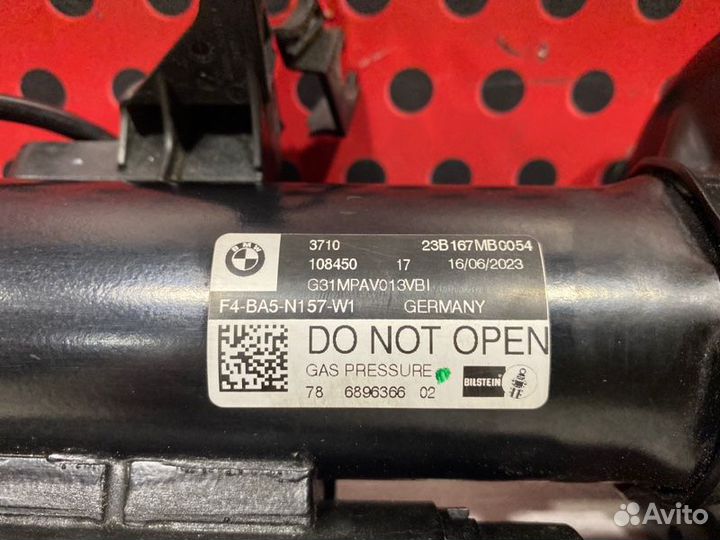 BMW
3710 23B167MB0054
108450 17 16/06/2023
G31MPAV013VBI
F4-BA5-N157-W1 GERMANY
DO NOT OPEN
GAS PRESSURE
BILSTEIN
78 6896366 02
Avito